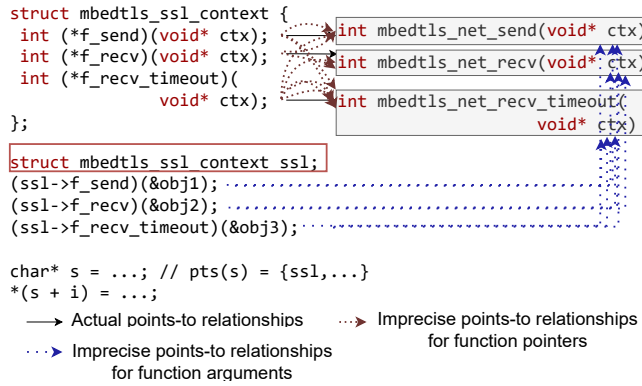 struct mbedtls_ssl_context {
int (*f_send)(void* ctx);
int (*f_recv)(void* ctx);
int (*f_recv_timeout)(
void* ctx);
};
int mbedtls_net_send(void* ctx)
int mbedtls_net_recv(void* ctx)
int mbedtls_net_recv_timeout(
void* ctx)
struct mbedtls_ssl_context ssl;
(ssl->f_send)(&obj1);
(ssl->f_recv)(&obj2);
(ssl->f_recv_timeout)(&obj3);
char* s = ...; // pts(s) = {ssl,...}
*(s + i) = ...;
Actual points-to relationships
Imprecise points-to relationships
for function pointers
Imprecise points-to relationships
for function arguments